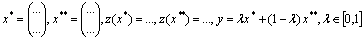 x* = (... ...), x** = (... ...), z(x*) = ..., z(x**) = ..., y = λx* + (1 − λ)x**, λ ∈ [0,1]